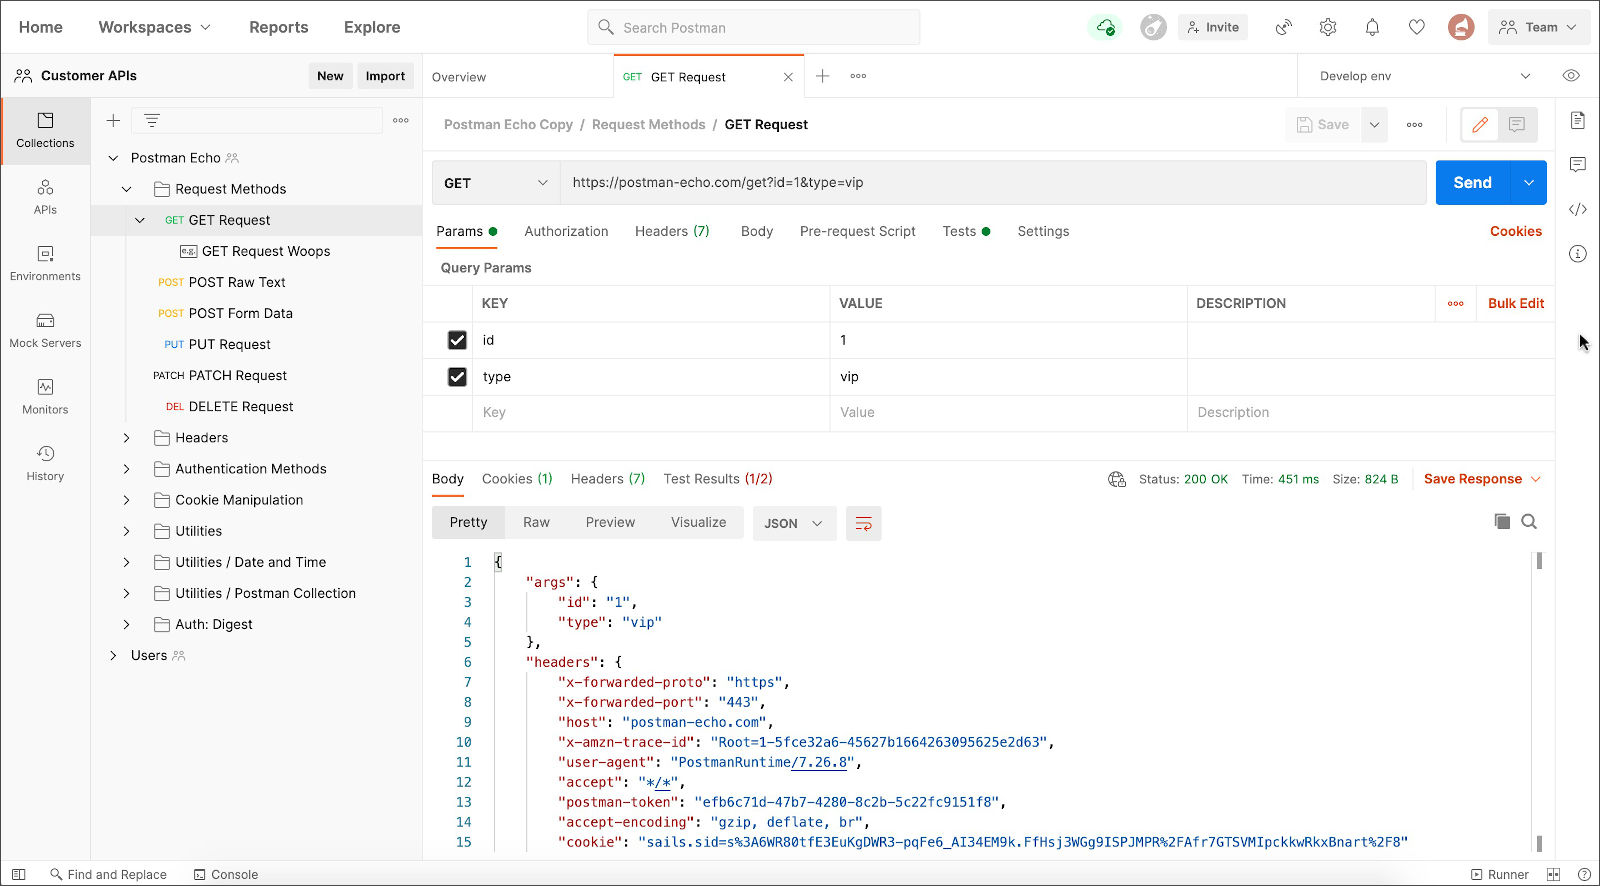 Home Workspaces Reports Explore Search Postman Invite Team
Customer APIs New Import Overview GET GET Request Develop env
Postman Echo Copy / Request Methods / GET Request Save
Collections
APIs
Environments
Mock Servers
Monitors
History
Postman Echo
Request Methods
GET GET Request
e.g. GET Request Woops
POST POST Raw Text
POST POST Form Data
PUT PUT Request
PATCH PATCH Request
DEL DELETE Request
Headers
Authentication Methods
Cookie Manipulation
Utilities
Utilities / Date and Time
Utilities / Postman Collection
Auth: Digest
Users
GET https://postman-echo.com/get?id=1&type=vip Send
Params Authorization Headers (7) Body Pre-request Script Tests Settings Cookies
Query Params
KEY VALUE DESCRIPTION Bulk Edit
id 1
type vip
Key Value Description
Body Cookies (1) Headers (7) Test Results (1/2) Status: 200 OK Time: 451 ms Size: 824 B Save Response
Pretty Raw Preview Visualize JSON
1 {
2 "args": {
3 "id": "1",
4 "type": "vip"
5 },
6 "headers": {
7 "x-forwarded-proto": "https",
8 "x-forwarded-port": "443",
9 "host": "postman-echo.com",
10 "x-amzn-trace-id": "Root=1-5fce32a6-45627b1664263095625e2d63",
11 "user-agent": "PostmanRuntime/7.26.8",
12 "accept": "*/*",
13 "postman-token": "efb6c71d-47b7-4280-8c2b-5c22fc9151f8",
14 "accept-encoding": "gzip, deflate, br",
15 "cookie": "sails.sid=s%3A6WR80tfE3EuKgDWR3-pqFe6_AI34EM9k.FfHsj3WGg9ISPJMPR%2FAfr7GTSVMIpckkwRkxBnart%2F8"
Find and Replace Console Runner